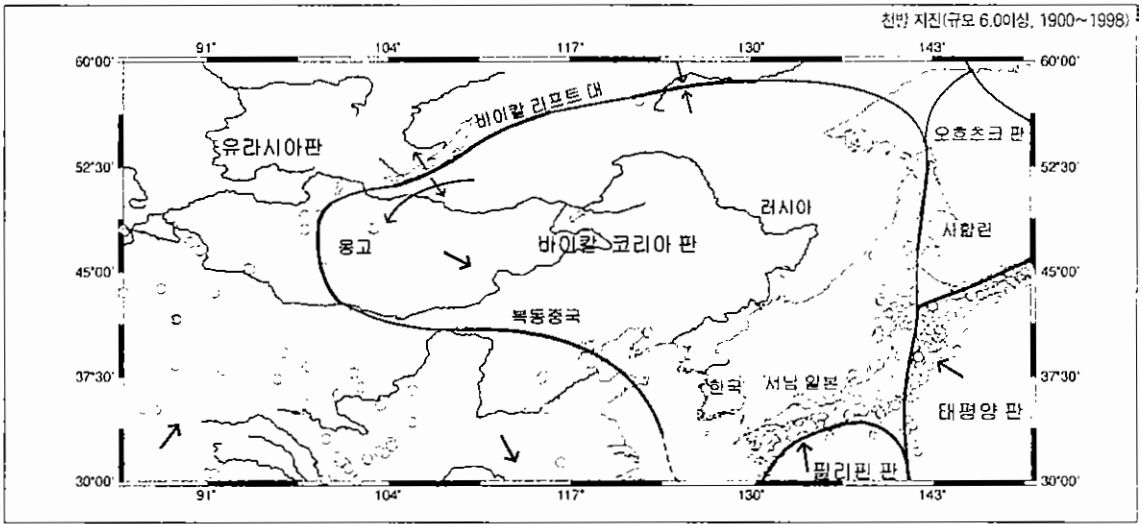 천발 지진(규모 6.0이상, 1900~1998)
91° 104° 117° 130° 143°
60°00' 60°00'
바이칼 리프트 대
오호츠크 판
유라시아판
52°30' 52°30'
러시아
사할린
몽고 바이칼 코리아 판
45°00' 45°00'
북동중국
37°30' 37°30'
한국 서남 일본
태평양 판
필리핀 판
30°00' 30°00'
91° 104° 117° 130° 143°